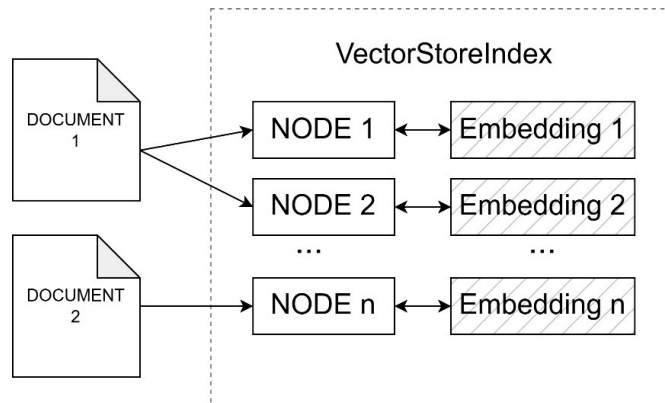 VectorStoreIndex
DOCUMENT
1
NODE 1
Embedding 1
NODE 2
Embedding 2
...
...
DOCUMENT
2
NODE n
Embedding n